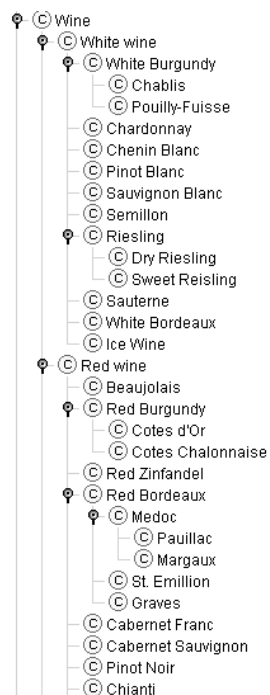 Wine
White wine
White Burgundy
Chablis
Pouilly-Fuisse
Chardonnay
Chenin Blanc
Pinot Blanc
Sauvignon Blanc
Semillon
Riesling
Dry Riesling
Sweet Reisling
Sauterne
White Bordeaux
Ice Wine
Red wine
Beaujolais
Red Burgundy
Cotes d'Or
Cotes Chalonnaise
Red Zinfandel
Red Bordeaux
Medoc
Pauillac
Margaux
St. Emillion
Graves
Cabernet Franc
Cabernet Sauvignon
Pinot Noir
Chianti